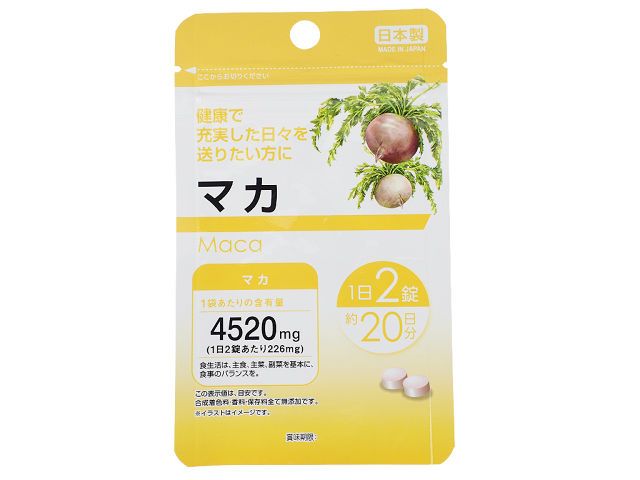 日本製
MADE IN JAPAN
ここからお切りください
健康で
充実した日々を
送りたい方に
マカ
Maca
マカ
1袋あたりの含有量
4520mg
(1日2錠あたり226mg)
食生活は、主食、主菜、副菜を基本に、
食事のバランスを。
1日2錠
約20日分
この表示値は、目安です。
合成着色料・香料・保存料全て無添加です。
※イラストはイメージです。
賞味期限: